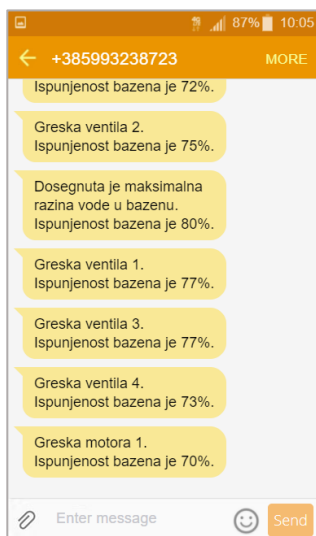 87% 10:05
+385993238723 MORE
Ispunjenost bazena je 72%.
Greska ventila 2.
Ispunjenost bazena je 75%.
Dosegnuta je maksimalna
razina vode u bazenu.
Ispunjenost bazena je 80%.
Greska ventila 1.
Ispunjenost bazena je 77%.
Greska ventila 3.
Ispunjenost bazena je 77%.
Greska ventila 4.
Ispunjenost bazena je 73%.
Greska motora 1.
Ispunjenost bazena je 70%.
Enter message Send